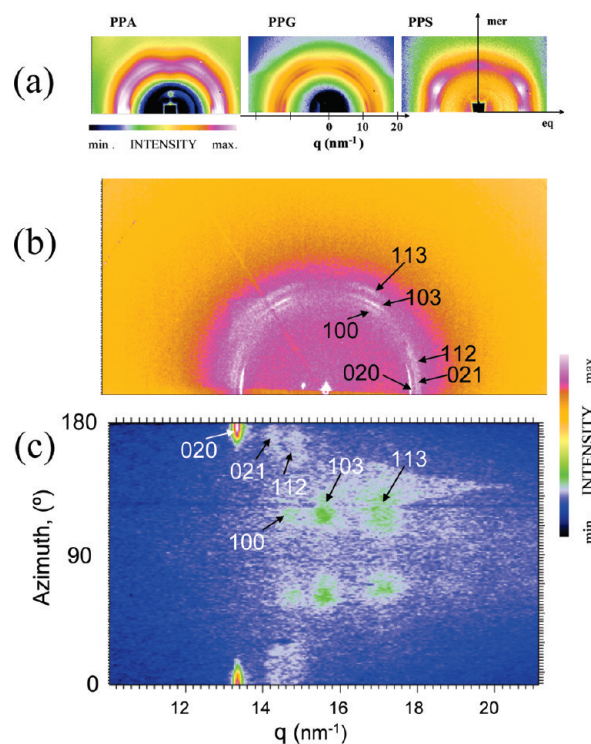 PPA PPG PPS
mer
(a)
eq
min. INTENSITY max.
0 10 20
q (nm⁻¹)
(b)
113
103
100
112
020
021
max.
INTENSITY
min.
(c)
180
90
0
Azimuth, (º)
020
021
112
103
113
100
12 14 16 18 20
q (nm⁻¹)